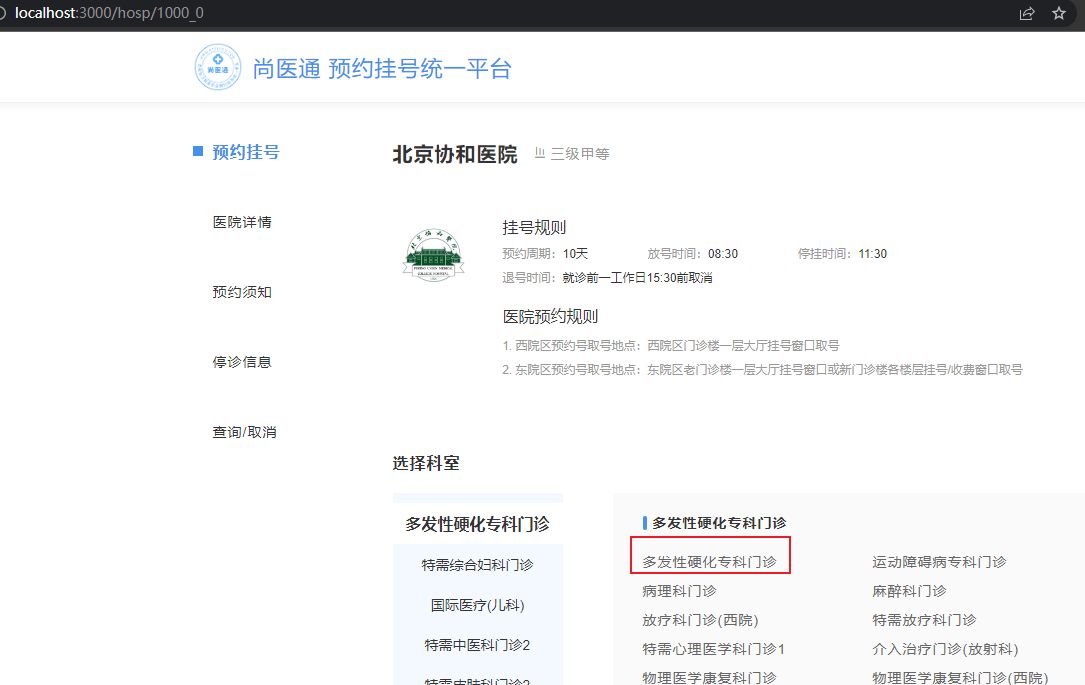 localhost:3000/hosp/1000_0
尚医通
尚医通 预约挂号统一平台
预约挂号
北京协和医院 三级甲等
医院详情
挂号规则
预约周期：10天 放号时间：08:30 停挂时间：11:30
退号时间：就诊前一工作日15:30前取消
预约须知
医院预约规则
1. 西院区预约号取号地点：西院区门诊楼一层大厅挂号窗口取号
停诊信息
2. 东院区预约号取号地点：东院区老门诊楼一层大厅挂号窗口或新门诊楼各楼层挂号/收费窗口取号
查询/取消
选择科室
多发性硬化专科门诊
特需综合妇科门诊
国际医疗(儿科)
特需中医科门诊2
特需皮肤科门诊2
多发性硬化专科门诊
多发性硬化专科门诊 运动障碍病专科门诊
病理科门诊 麻醉科门诊
放疗科门诊(西院) 特需放疗科门诊
特需心理医学科门诊1 介入治疗门诊(放射科)
物理医学康复科门诊 物理医学康复科门诊(西院)